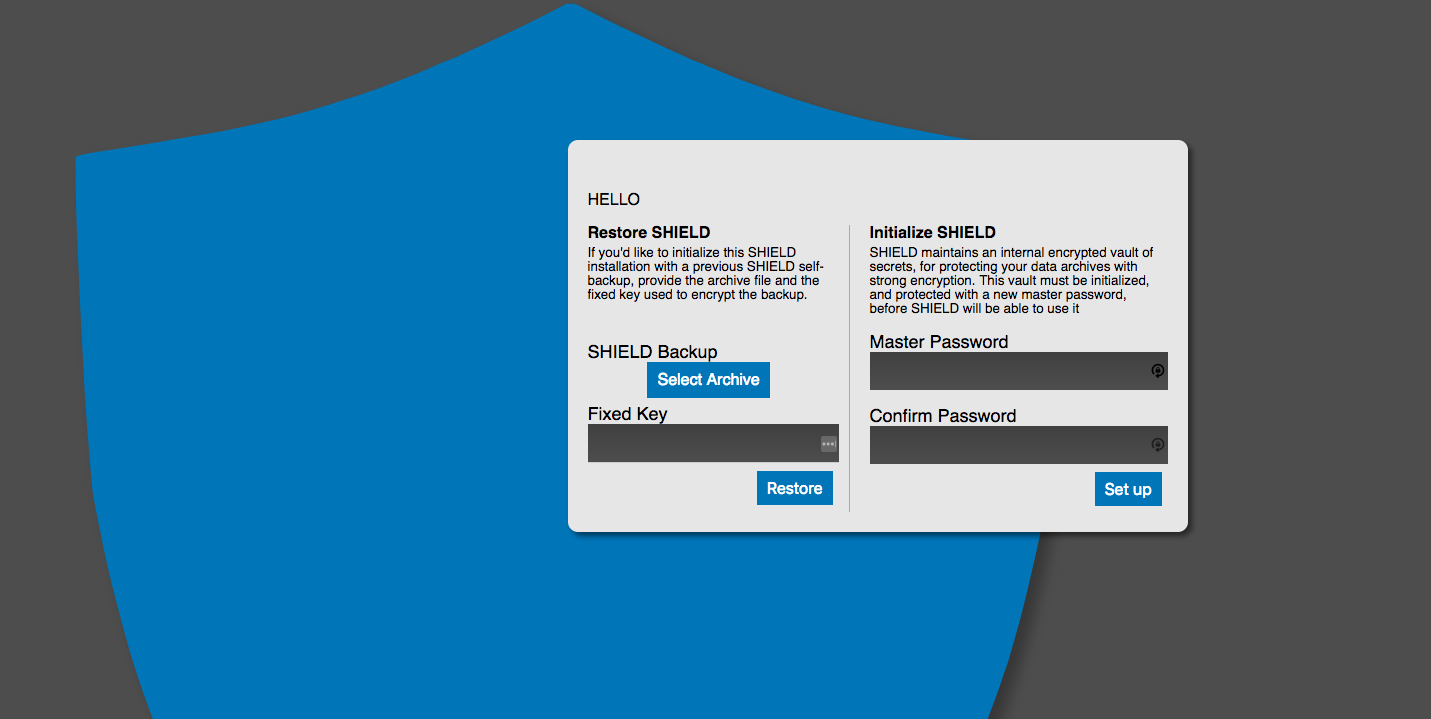 HELLO
Restore SHIELD
If you'd like to initialize this SHIELD
installation with a previous SHIELD self-
backup, provide the archive file and the
fixed key used to encrypt the backup.
SHIELD Backup
Select Archive
Fixed Key
Restore
Initialize SHIELD
SHIELD maintains an internal encrypted vault of
secrets, for protecting your data archives with
strong encryption. This vault must be initialized,
and protected with a new master password,
before SHIELD will be able to use it
Master Password
Confirm Password
Set up